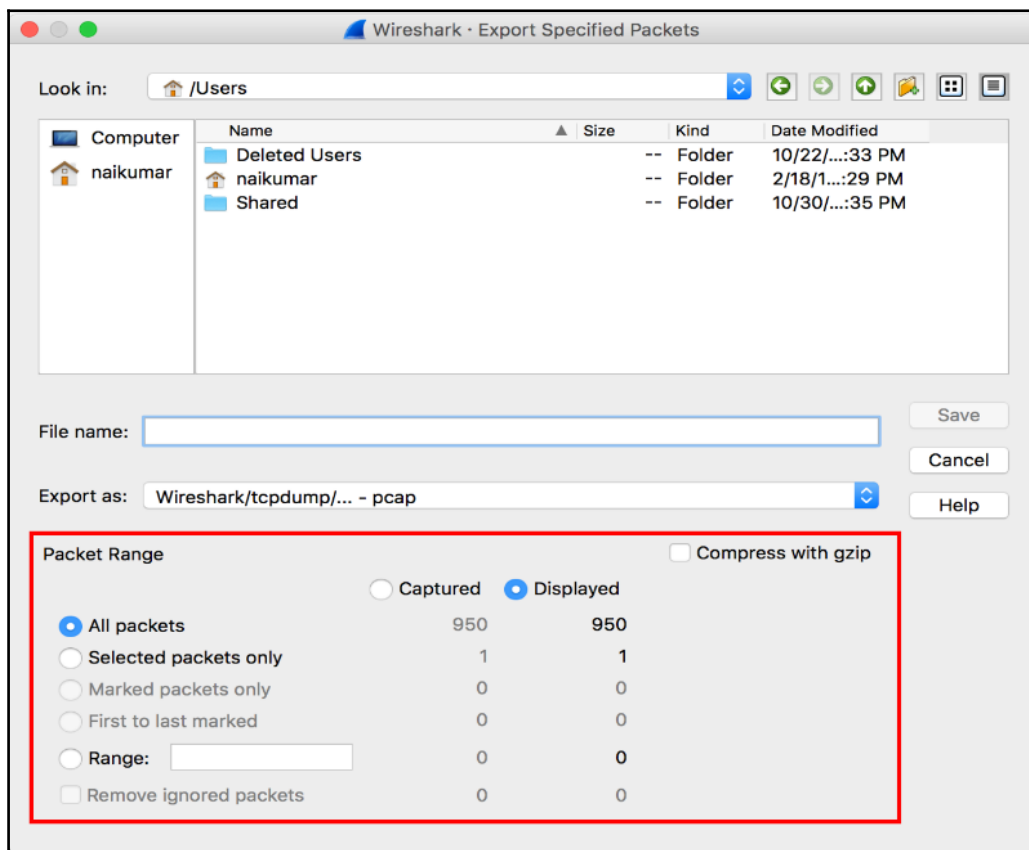 Wireshark · Export Specified Packets
Look in: /Users
Computer
naikumar
Name Size Kind Date Modified
Deleted Users -- Folder 10/22/...:33 PM
naikumar -- Folder 2/18/1...:29 PM
Shared -- Folder 10/30/...:35 PM
File name:
Save
Cancel
Export as: Wireshark/tcpdump/... - pcap
Help
Packet Range Compress with gzip
Captured Displayed
All packets 950 950
Selected packets only 1 1
Marked packets only 0 0
First to last marked 0 0
Range: 0 0
Remove ignored packets 0 0